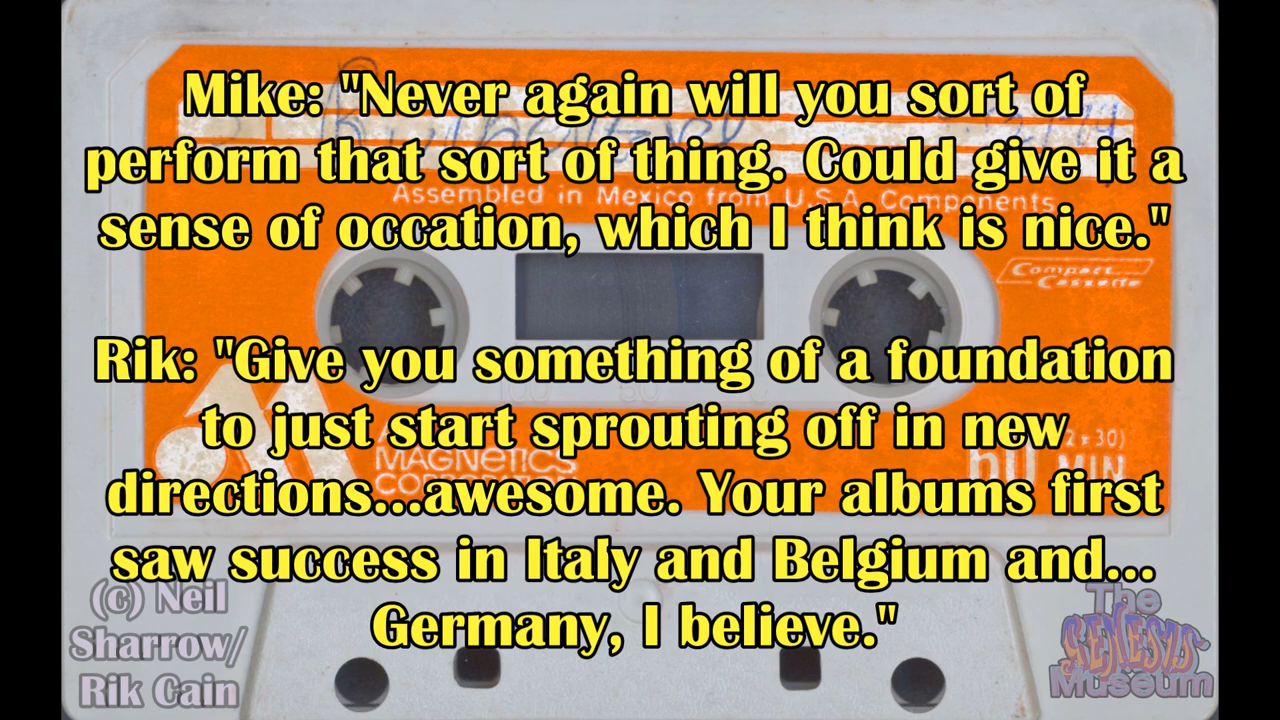 Mike: "Never again will you sort of
perform that sort of thing. Could give it a
sense of occation, which I think is nice."
Assembled in Mexico from U.S.A. Components
Compact
Cassette
Rik: "Give you something of a foundation
to just start sprouting off in new
directions...awesome. Your albums first
saw success in Italy and Belgium and...
Germany, I believe."
MAGNETICS
MIN
(c) Neil
Sharrow/
Rik Cain
The
GENESIS
Museum